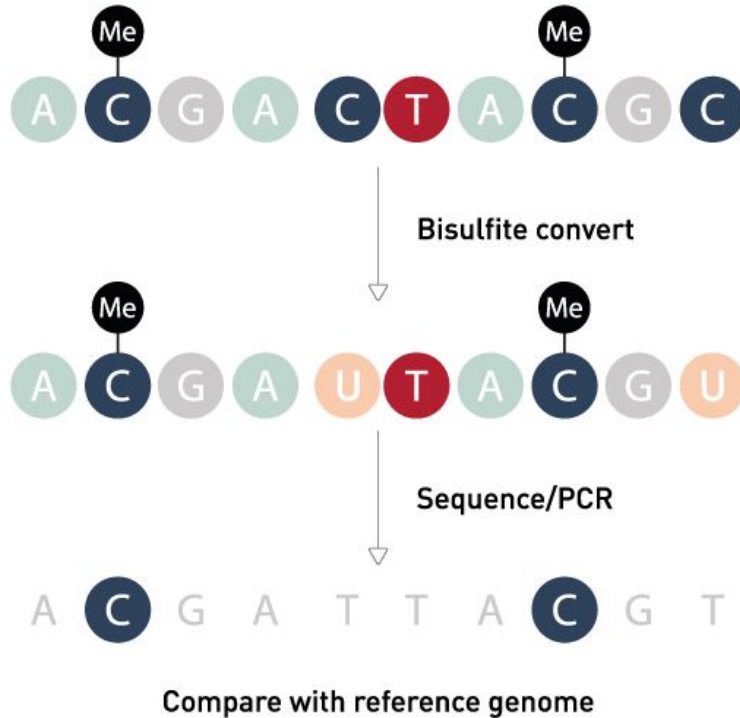 Me Me
A C G A C T A C G C
Bisulfite convert
Me Me
A C G A U T A C G U
Sequence/PCR
A C G A T T A C G T
Compare with reference genome